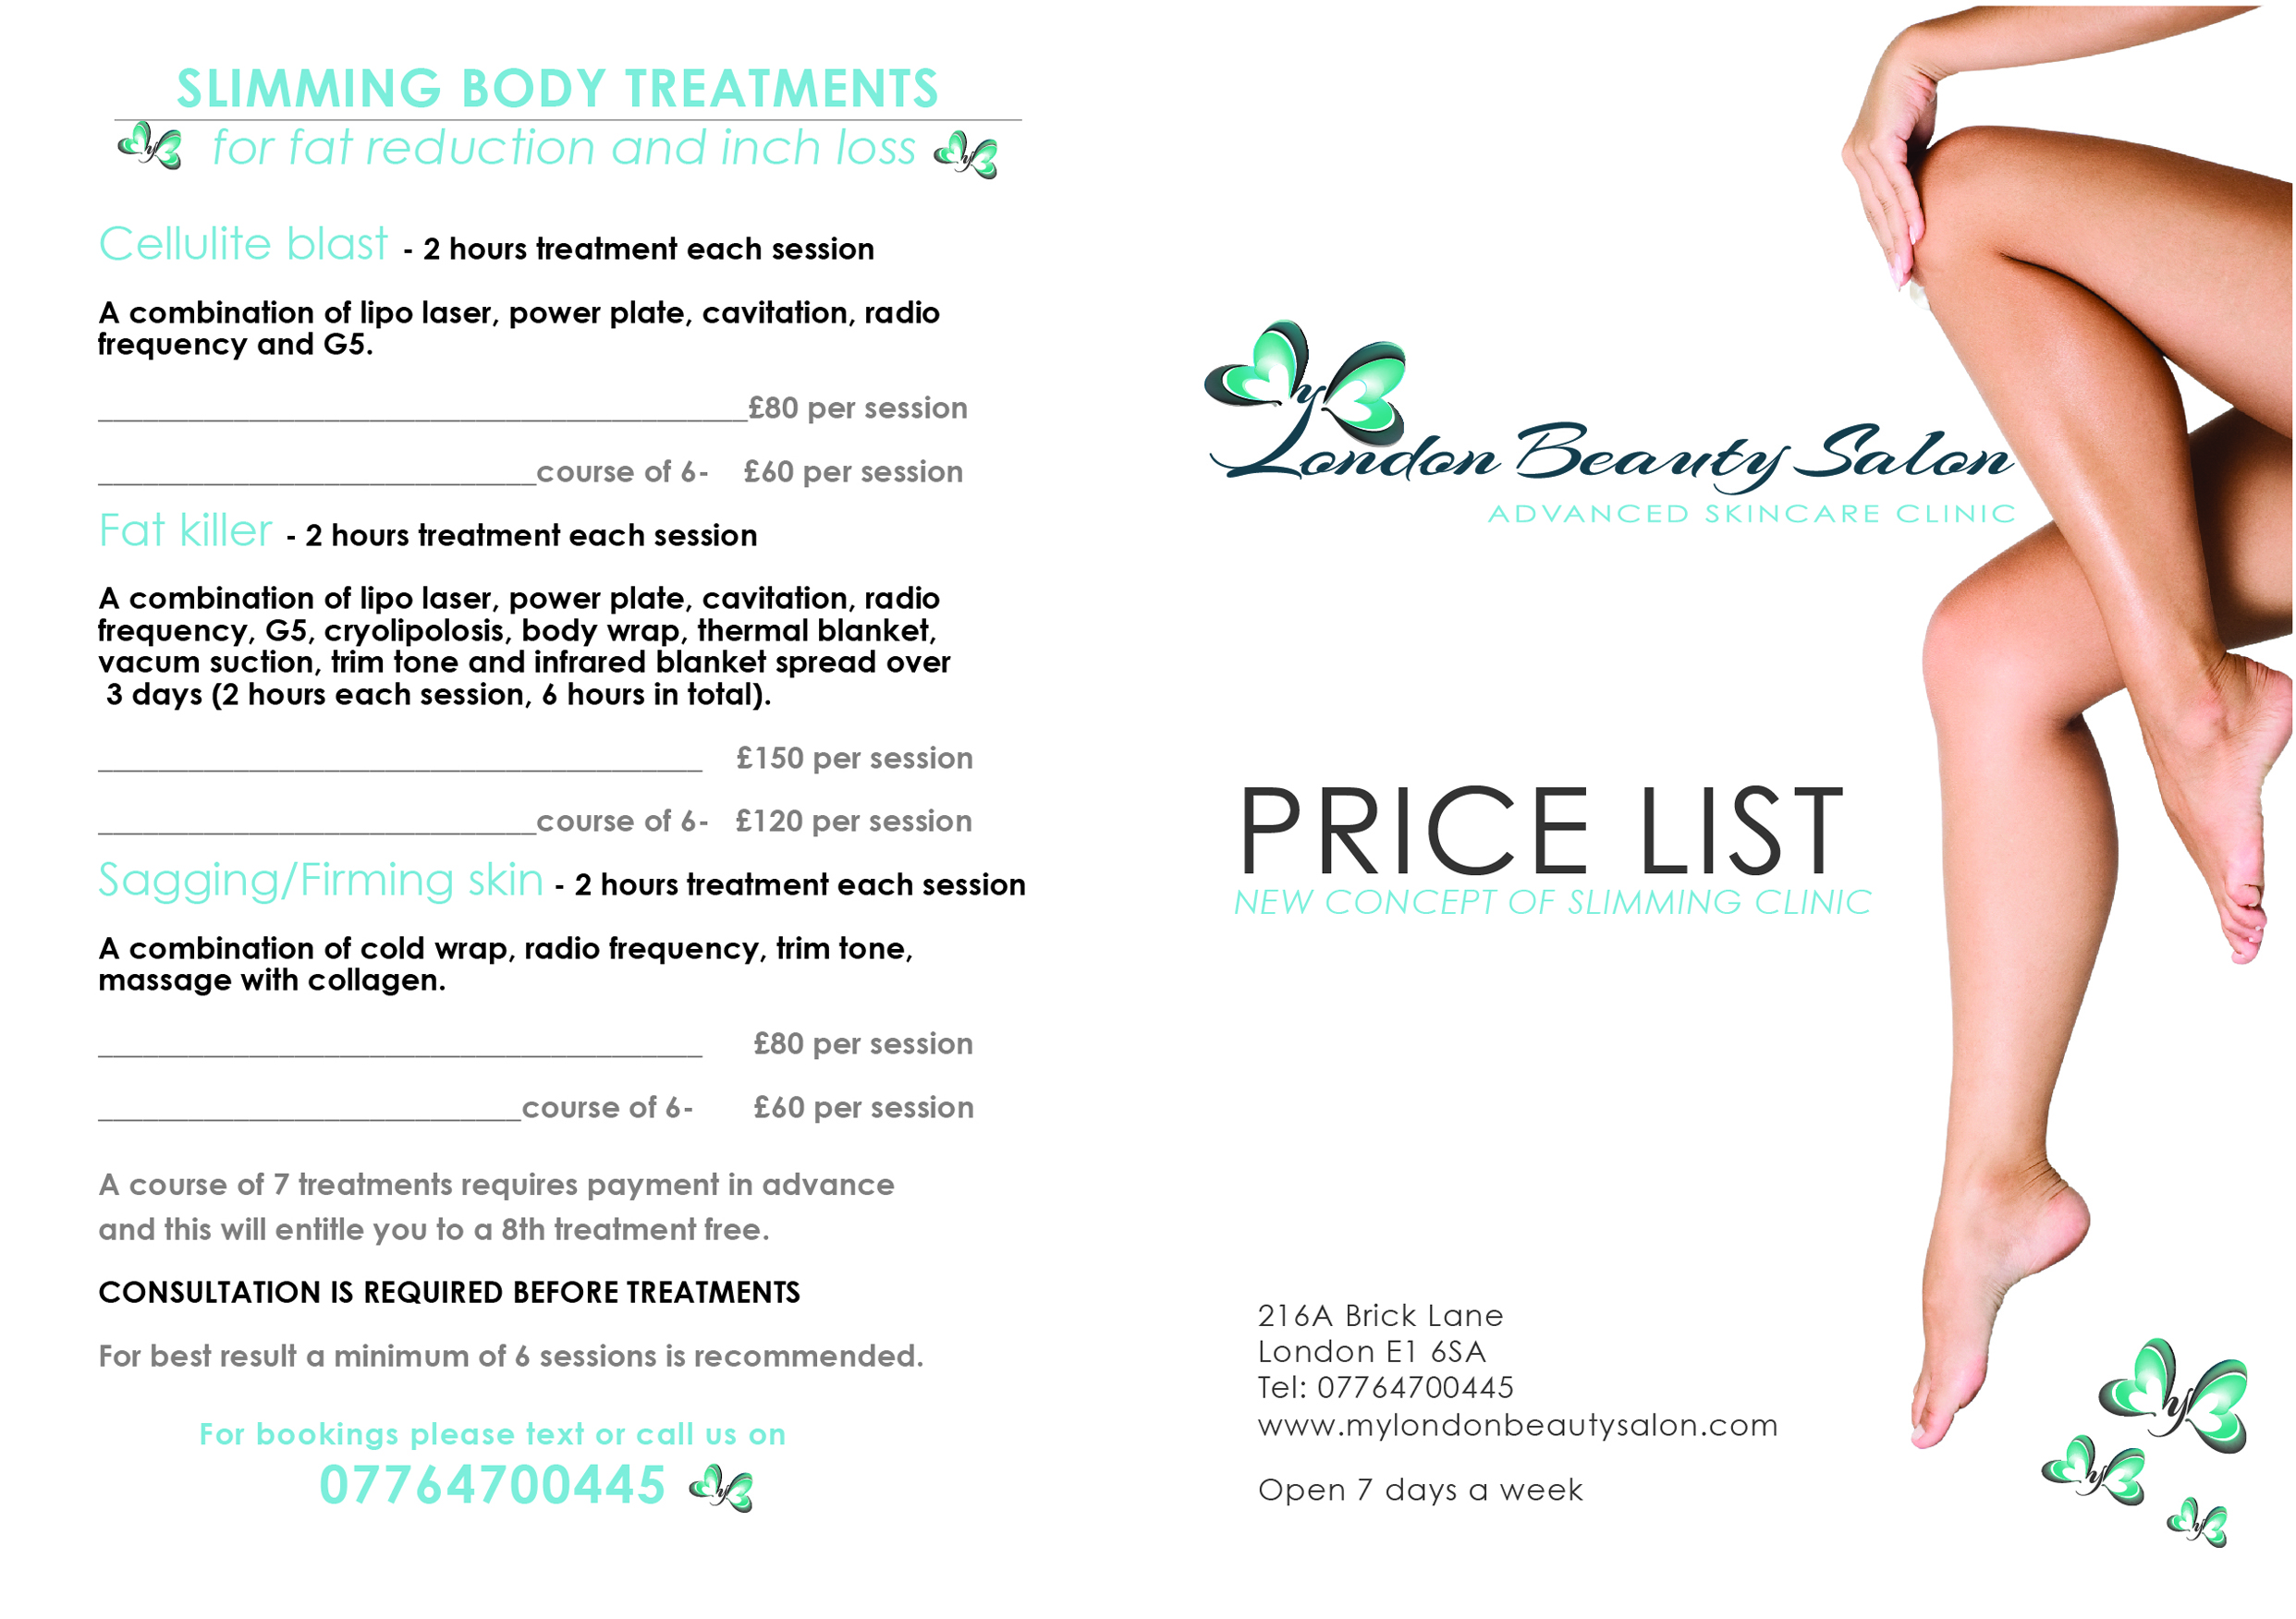 SLIMMING BODY TREATMENTS
for fat reduction and inch loss
Cellulite blast - 2 hours treatment each session
A combination of lipo laser, power plate, cavitation, radio
frequency and G5.
£80 per session
course of 6- £60 per session
Fat killer - 2 hours treatment each session
A combination of lipo laser, power plate, cavitation, radio
frequency, G5, cryolipolosis, body wrap, thermal blanket,
vacum suction, trim tone and infrared blanket spread over
3 days (2 hours each session, 6 hours in total).
£150 per session
course of 6- £120 per session
Sagging/Firming skin - 2 hours treatment each session
A combination of cold wrap, radio frequency, trim tone,
massage with collagen.
£80 per session
course of 6- £60 per session
A course of 7 treatments requires payment in advance
and this will entitle you to a 8th treatment free.
CONSULTATION IS REQUIRED BEFORE TREATMENTS
For best result a minimum of 6 sessions is recommended.
For bookings please text or call us on
07764700445
My London Beauty Salon
ADVANCED SKINCARE CLINIC
PRICE LIST
NEW CONCEPT OF SLIMMING CLINIC
216A Brick Lane
London E1 6SA
Tel: 07764700445
www.mylondonbeautysalon.com
Open 7 days a week